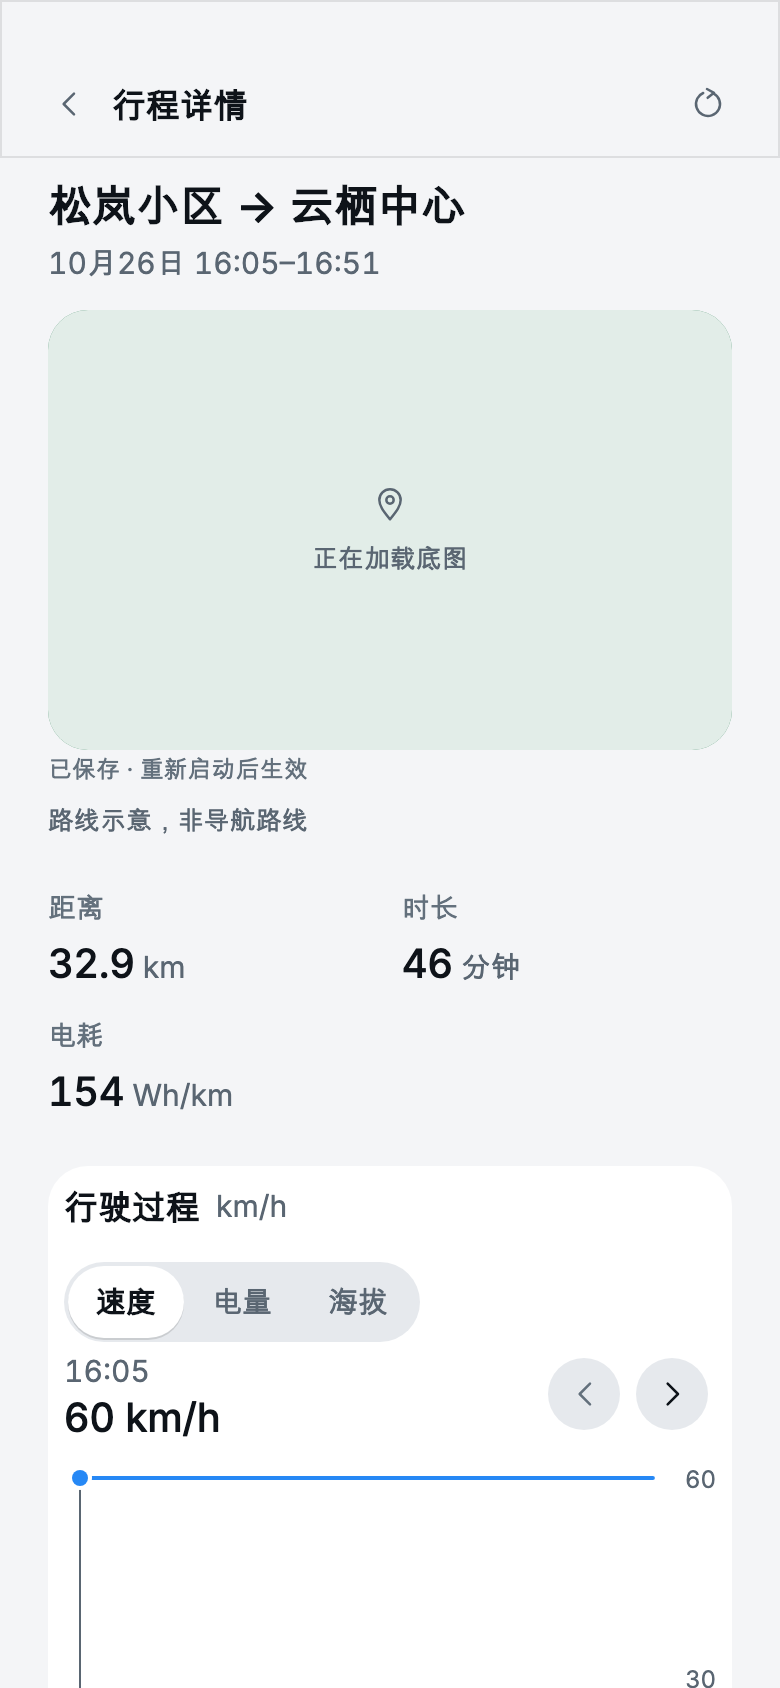 行程详情
松岚小区 → 云栖中心
10月26日 16:05–16:51
正在加载底图
已保存 · 重新启动后生效
路线示意，非导航路线
距离
32.9 km
时长
46 分钟
电耗
154 Wh/km
行驶过程 km/h
速度 电量 海拔
16:05
60 km/h
60
30